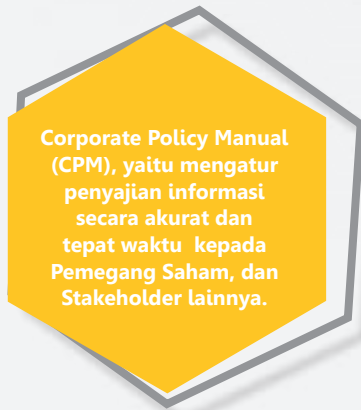 Corporate Policy Manual
(CPM), yaitu mengatur
penyajian informasi
secara akurat dan
tepat waktu kepada
Pemegang Saham, dan
Stakeholder lainnya.